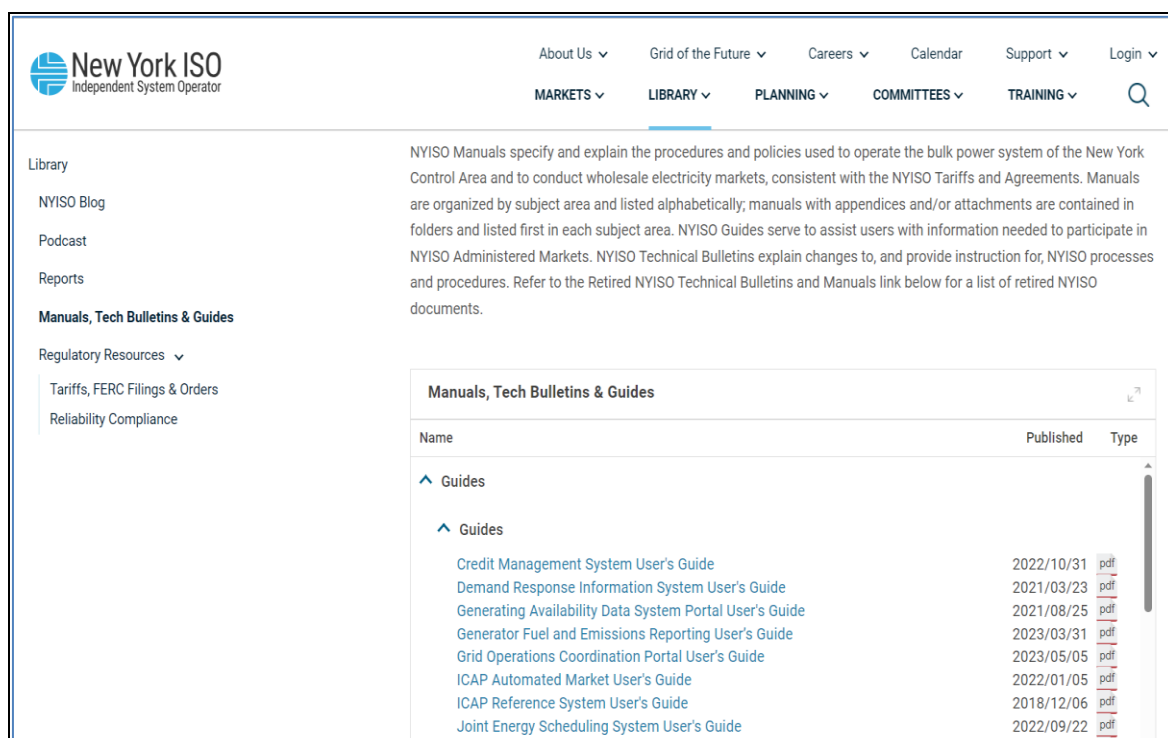 New York ISO
Independent System Operator
About Us Grid of the Future Careers Calendar Support Login
MARKETS LIBRARY PLANNING COMMITTEES TRAINING
Library
NYISO Blog
Podcast
Reports
Manuals, Tech Bulletins & Guides
Regulatory Resources
Tariffs, FERC Filings & Orders
Reliability Compliance
NYISO Manuals specify and explain the procedures and policies used to operate the bulk power system of the New York
Control Area and to conduct wholesale electricity markets, consistent with the NYISO Tariffs and Agreements. Manuals
are organized by subject area and listed alphabetically; manuals with appendices and/or attachments are contained in
folders and listed first in each subject area. NYISO Guides serve to assist users with information needed to participate in
NYISO Administered Markets. NYISO Technical Bulletins explain changes to, and provide instruction for, NYISO processes
and procedures. Refer to the Retired NYISO Technical Bulletins and Manuals link below for a list of retired NYISO
documents.
Manuals, Tech Bulletins & Guides
Name Published Type
Guides
Guides
Credit Management System User's Guide 2022/10/31 pdf
Demand Response Information System User's Guide 2021/03/23 pdf
Generating Availability Data System Portal User's Guide 2021/08/25 pdf
Generator Fuel and Emissions Reporting User's Guide 2023/03/31 pdf
Grid Operations Coordination Portal User's Guide 2023/05/05 pdf
ICAP Automated Market User's Guide 2022/01/05 pdf
ICAP Reference System User's Guide 2018/12/06 pdf
Joint Energy Scheduling System User's Guide 2022/09/22 pdf